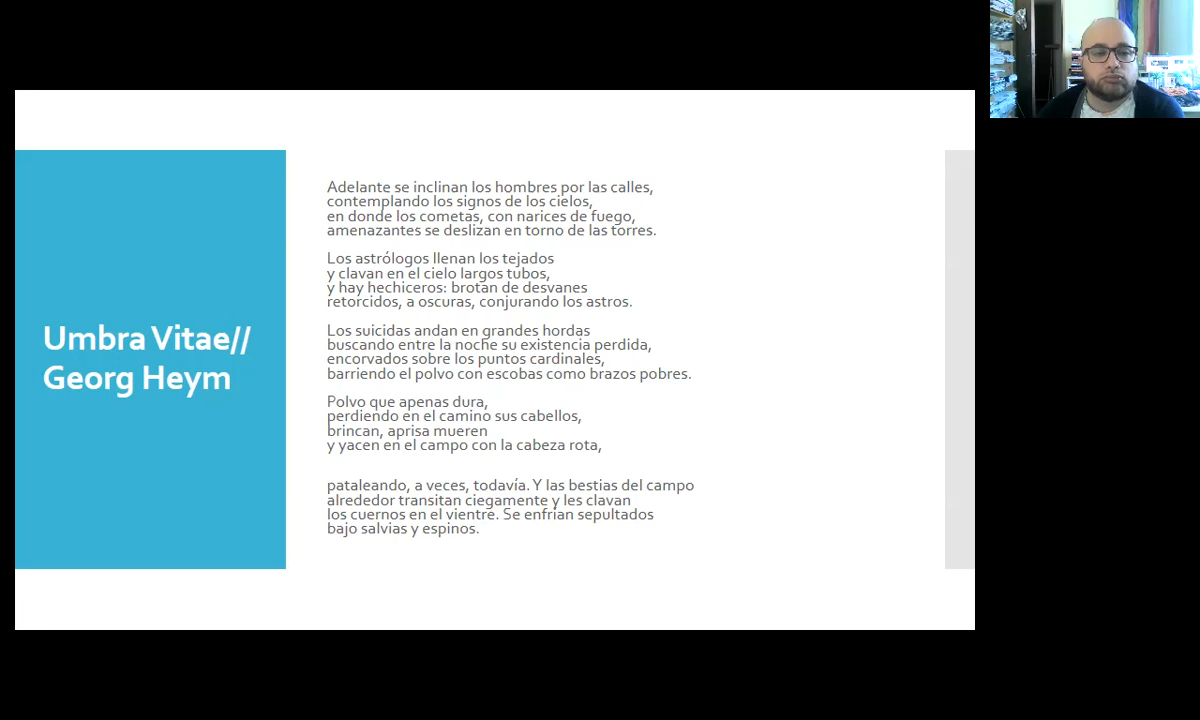 Umbra Vitae//
Georg Heym
Adelante se inclinan los hombres por las calles,
contemplando los signos de los cielos,
en donde los cometas, con narices de fuego,
amenazantes se deslizan en torno de las torres.
Los astrólogos llenan los tejados
y clavan en el cielo largos tubos,
y hay hechiceros: brotan de desvanes
retorcidos, a oscuras, conjurando los astros.
Los suicidas andan en grandes hordas
buscando entre la noche su existencia perdida,
encorvados sobre los puntos cardinales,
barriendo el polvo con escobas como brazos pobres.
Polvo que apenas dura,
perdiendo en el camino sus cabellos,
brincan, aprisa mueren
y yacen en el campo con la cabeza rota,
pataleando, a veces, todavía. Y las bestias del campo
alrededor transitan ciegamente y les clavan
los cuernos en el vientre. Se enfrían sepultados
bajo salvias y espinos.